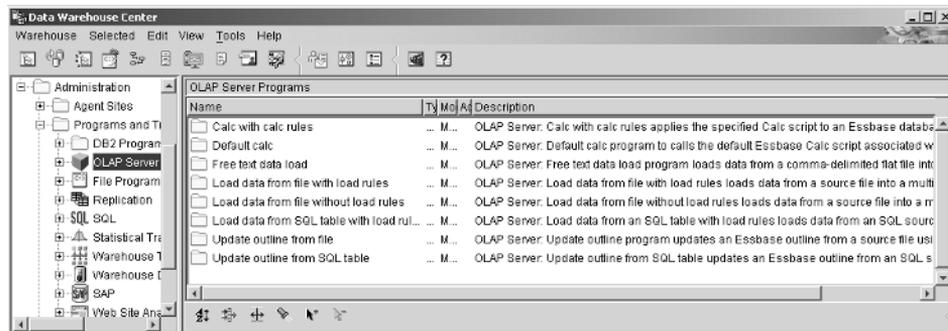 Data Warehouse Center
Warehouse Selected Edit View Tools Help
Administration
Agent Sites
Programs and Tr
DB2 Program
OLAP Server
File Program
Replication
SQL SQL
Statistical Tra
Warehouse T
Warehouse
SAP
Web Site Ana
OLAP Server Programs
Name Ty Mo Ac Description
Calc with calc rules ... M... OLAP Server: Calc with calc rules applies the specified Calc script to an Essbase databa
Default calc ... M... OLAP Server: Default calc program to calls the default Essbase Calc script associated w
Free text data load ... M... OLAP Server: Free text data load program loads data from a comma-delimited flat file int
Load data from file with load rules ... M... OLAP Server: Load data from file with load rules loads data from a source file into a multi
Load data from file without load rules ... M... OLAP Server: Load data from file without load rules loads data from a source file into a m
Load data from SQL table with load rul... ... M... OLAP Server: Load data from an SQL table with load rules loads data from an SQL sourc
Update outline from file ... M... OLAP Server: Update outline program updates an Essbase outline from a source file usi
Update outline from SQL table ... M... OLAP Server: Update outline from SQL table updates an Essbase outline from an SQL s